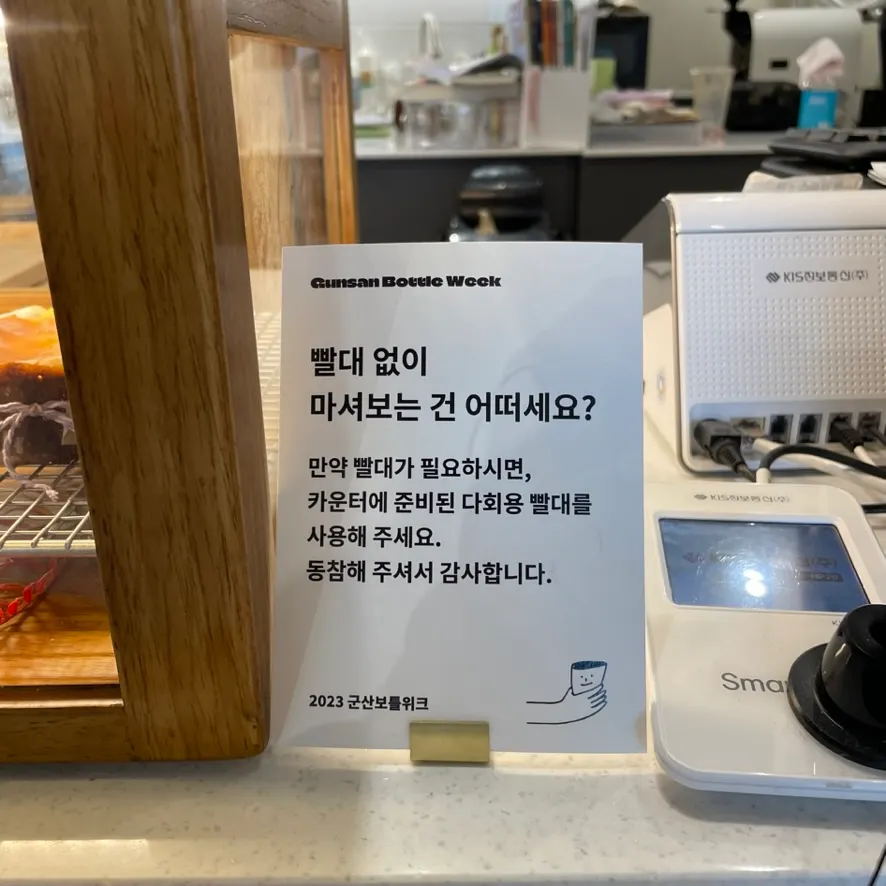 Gunsan Bottle Week
빨대 없이
마셔보는 건 어떠세요?
만약 빨대가 필요하시면,
카운터에 준비된 다회용 빨대를
사용해 주세요.
동참해 주셔서 감사합니다.
2023 군산보틀위크
KIS정보통신(주)
KIS정보통신(주)